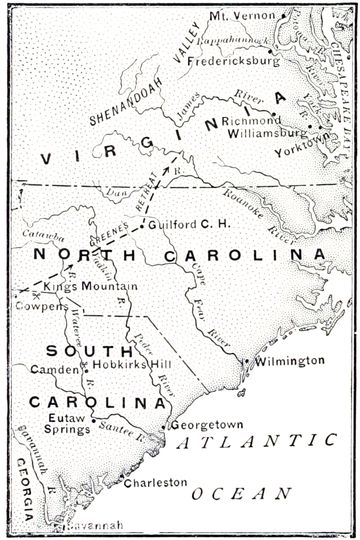 Mt. Vernon
Rappahannock
Fredericksburg
CHESAPEAKE BAY
SHENANDOAH VALLEY
James River
York R.
Richmond
Williamsburg
Yorktown
VIRGINIA
Dan R.
Roanoke River
GREENES RETREAT
Guilford C. H.
Catawba R.
Yadkin R.
NORTH CAROLINA
Cape Fear River
Kings Mountain
Cowpens
Wateree R.
Pedee River
SOUTH CAROLINA
Camden
Hobkirks Hill
Wilmington
Eutaw Springs
Santee R.
Georgetown
ATLANTIC OCEAN
Savannah R
GEORGIA
Charleston
Savannah